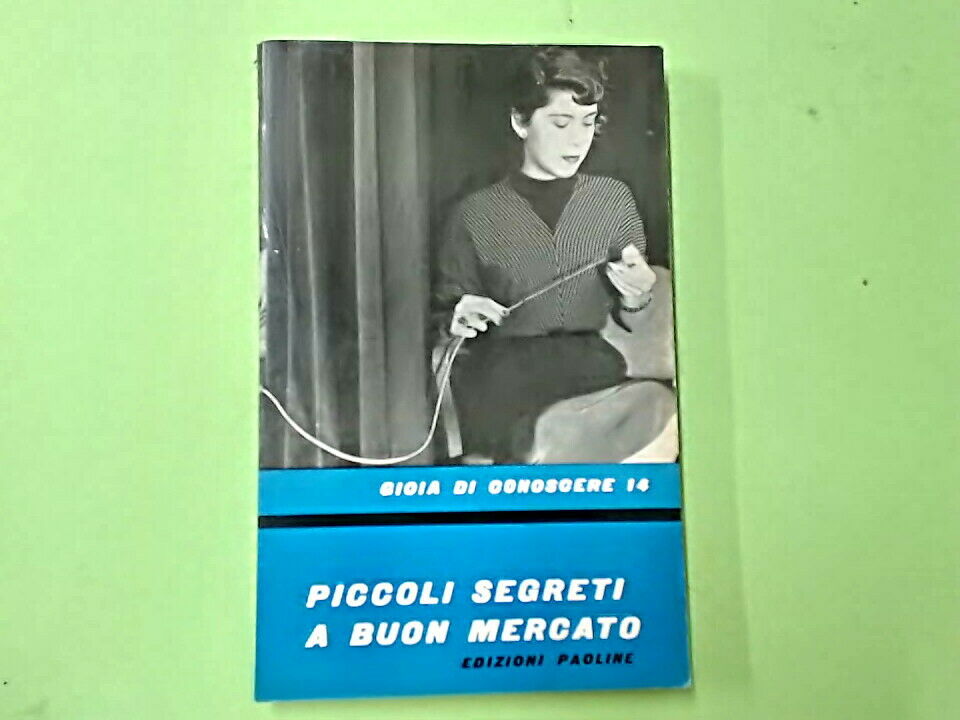 GIOIA DI CONOSCERE 14
PICCOLI SEGRETI
A BUON MERCATO
EDIZIONI PAOLINE